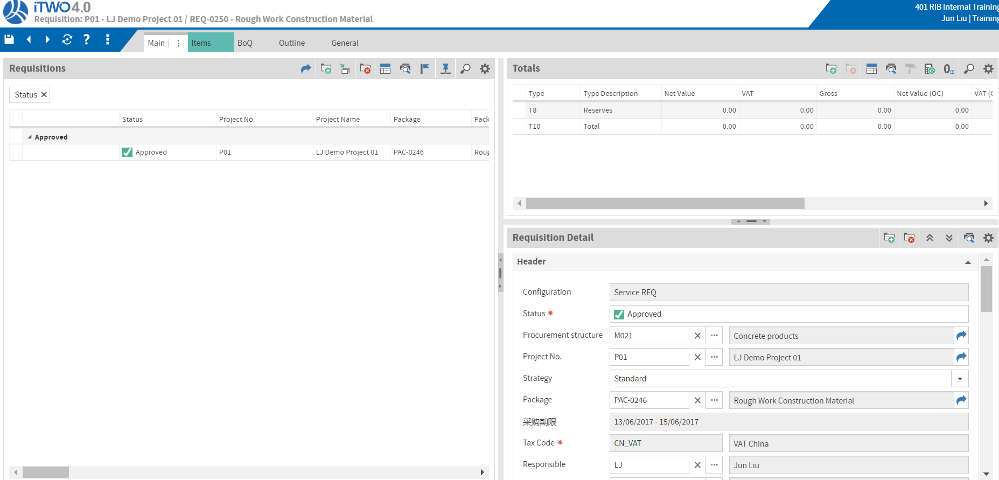 iTWO 4.0
Requisition: P01 - LJ Demo Project 01 / REQ-0250 - Rough Work Construction Material
401 RIB Internal Training
Jun Liu | Training
Main Items BoQ Outline General
Requisitions
Status
Status Project No. Project Name Package Pack
Approved
Approved P01 LJ Demo Project 01 PAC-0246 Roug
Totals
Type Type Description Net Value VAT Gross Net Value (OC) VAT (O
T8 Reserves 0.00 0.00 0.00 0.00
T10 Total 0.00 0.00 0.00 0.00
Requisition Detail
Header
Configuration Service REQ
Status * Approved
Procurement structure M021 Concrete products
Project No. P01 LJ Demo Project 01
Strategy Standard
Package PAC-0246 Rough Work Construction Material
采购期限 13/06/2017 - 15/06/2017
Tax Code * CN_VAT VAT China
Responsible LJ Jun Liu